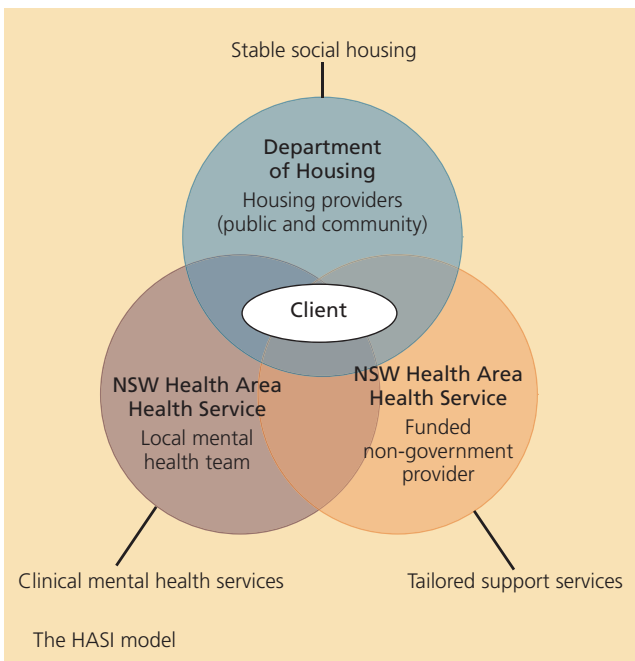 Stable social housing
Department
of Housing
Housing providers
(public and community)
Client
NSW Health Area
Health Service
Local mental
health team
NSW Health Area
Health Service
Funded
non-government
provider
Clinical mental health services
Tailored support services
The HASI model